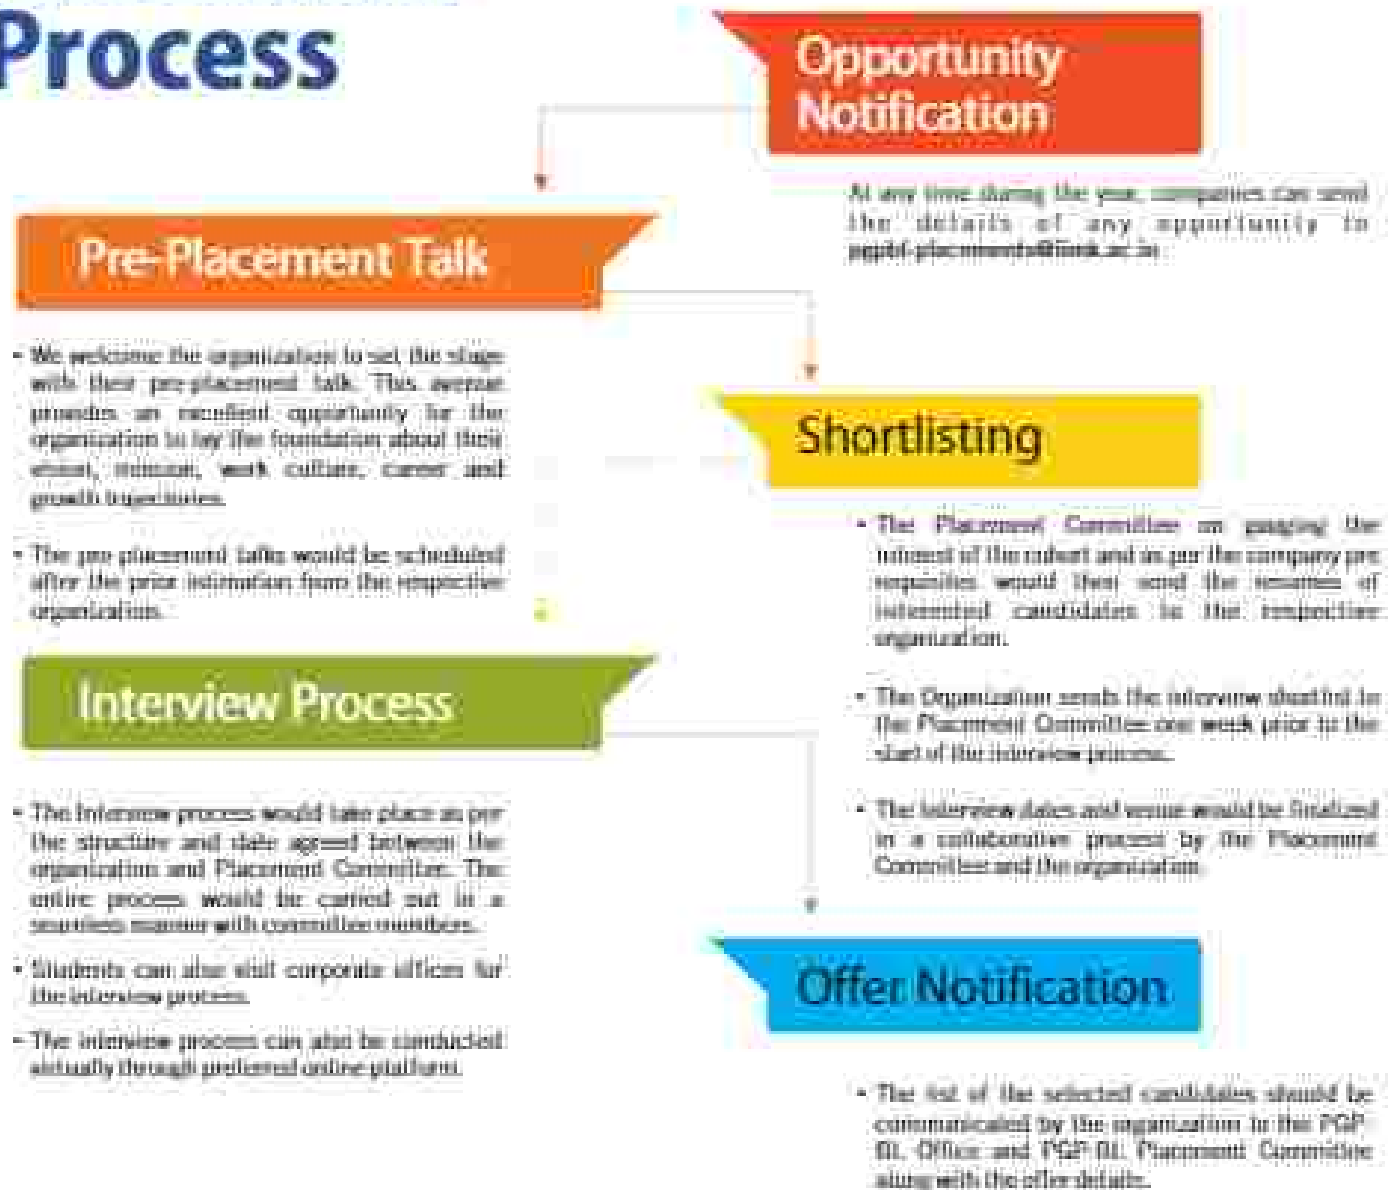 Process
Opportunity
Notification
At any time during the year, companies can send
the details of any opportunity to
Pre-Placement Talk
• We welcome the organization to set the stage
with their pre-placement talk. This avenue
provides an excellent opportunity for the
organization to lay the foundation about their
vision, mission, work culture, career and
growth trajectories.
• The pre placement talks would be scheduled
after the prior intimation from the respective
organization.
Shortlisting
• The Placement Committee on gauging the
interest of the cohort and as per the company pre
requisities would then send the resumes of
interested candidates to the respective
organization.
• The Organization sends the interview shortlist to
the Placement Committee one week prior to the
start of the interview process.
• The interview dates and venue would be finalized
in a collaborative process by the Placement
Committee and the organization.
Interview Process
• The Interview process would take place as per
the structure and date agreed between the
organization and Placement Committee. The
entire process would be carried out in a
seamless manner with committee members.
• Students can also visit corporate offices for
the interview process.
• The interview process can also be conducted
virtually through preferred online platform.
Offer Notification
• The list of the selected candidates should be
communicated by the organization to the PGP-
BL Office and PGP-BL Placement Committee
along with the offer details.